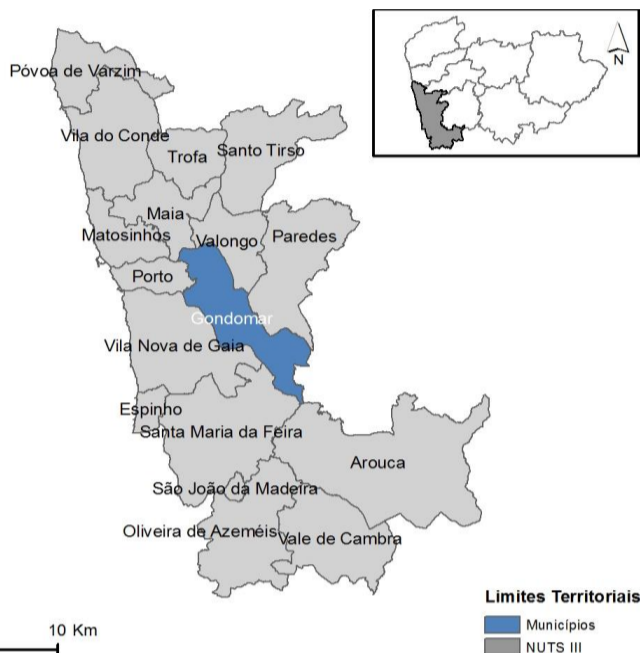 Póvoa de Varzim
N
Vila do Conde
Trofa
Santo Tirso
Maia
Matosinhos
Valongo
Paredes
Porto
Gondomar
Vila Nova de Gaia
Espinho
Santa Maria da Feira
Arouca
São João da Madeira
Oliveira de Azeméis
Vale de Cambra
Limites Territoriais
Municípios
NUTS III
10 Km